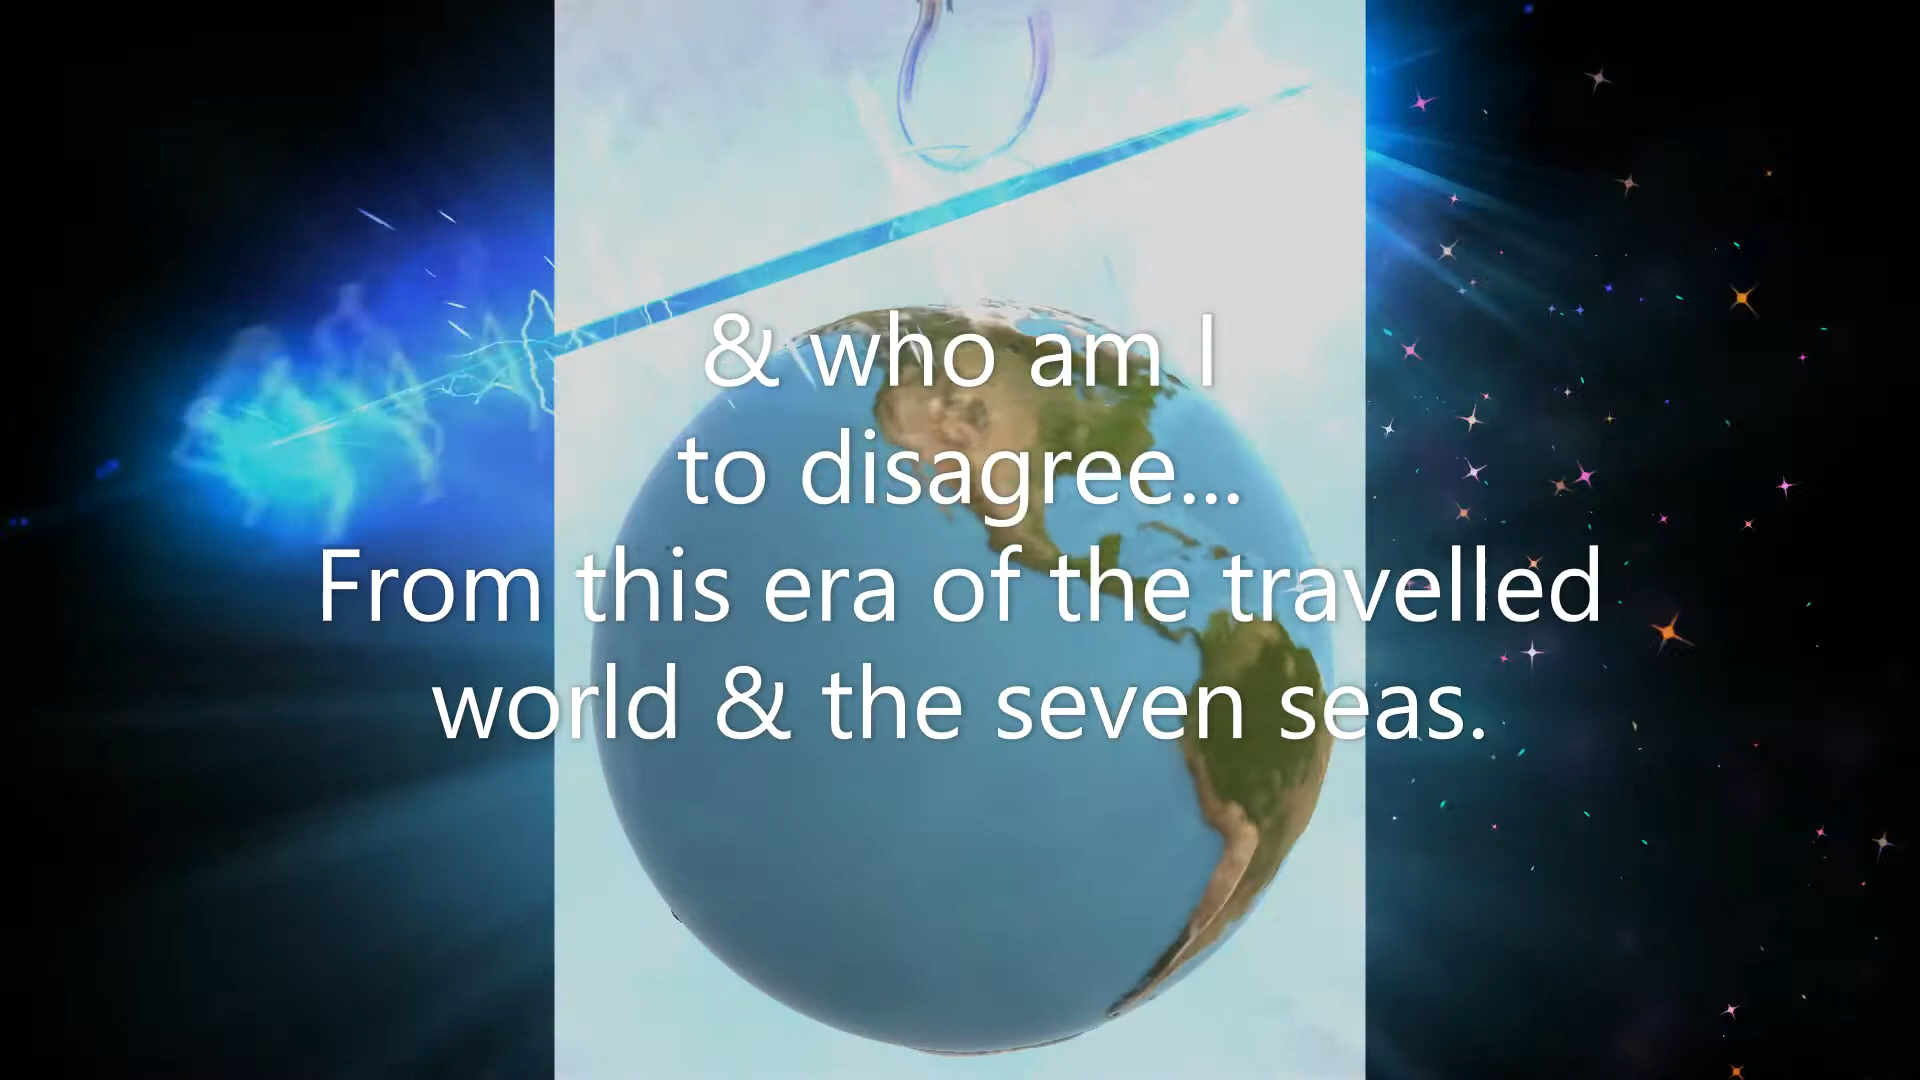 & who am I
to disagree...
From this era of the travelled
world & the seven seas.